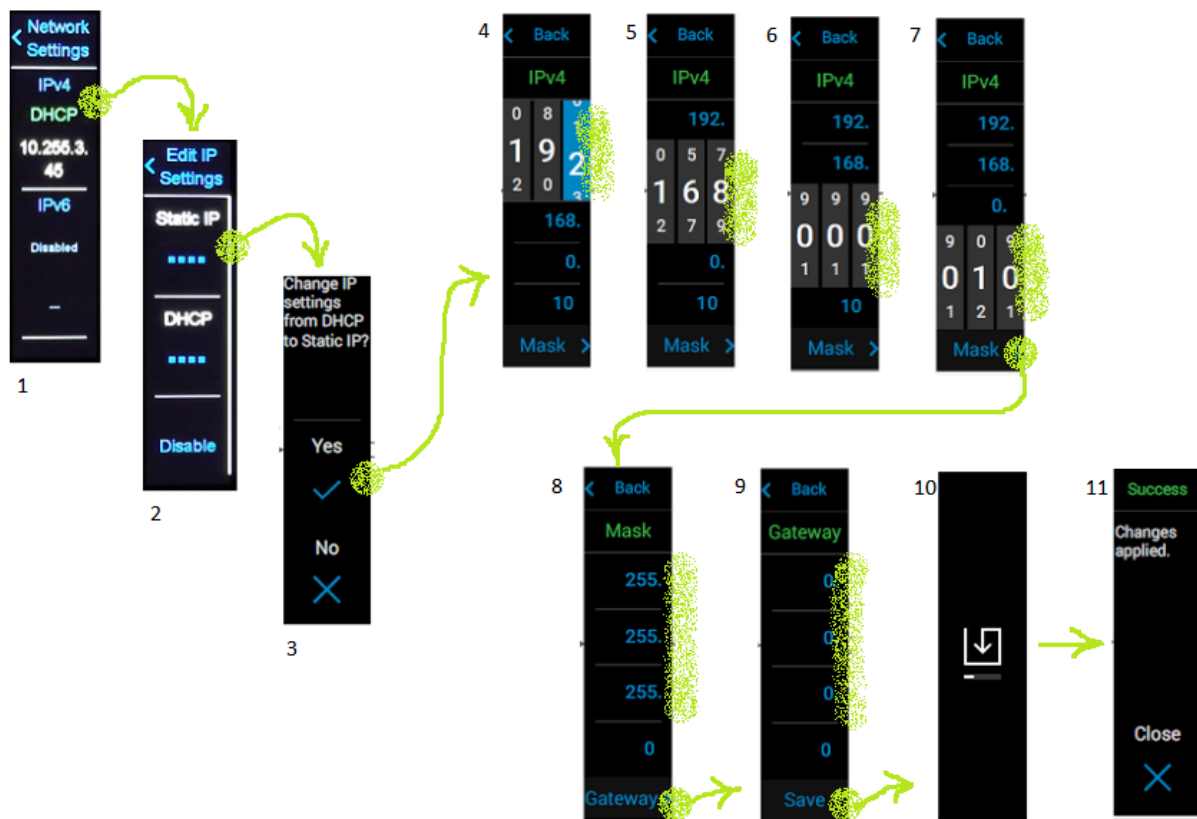 Network
Settings
IPv4
DHCP
10.255.3.
45
IPv6
Disabled
–
1
Edit IP
Settings
Static IP
DHCP
Disable
2
Change IP
settings
from DHCP
to Static IP?
Yes
No
3
4
Back
IPv4
0 8 0
1
1 9 2
2 0 3
168.
0.
10
Mask >
5
Back
IPv4
192.
0 5 7
1 6 8
2 7 9
0.
10
Mask >
6
Back
IPv4
192.
168.
9 9 9
0 0 0
1 1 1
10
Mask >
7
Back
IPv4
192.
168.
0.
9 0 9
0 1 0
1 2 1
Mask
8
Back
Mask
255.
255.
255.
0
Gateway
9
Back
Gateway
0.
0.
0.
0
Save
10
11
Success
Changes
applied.
Close